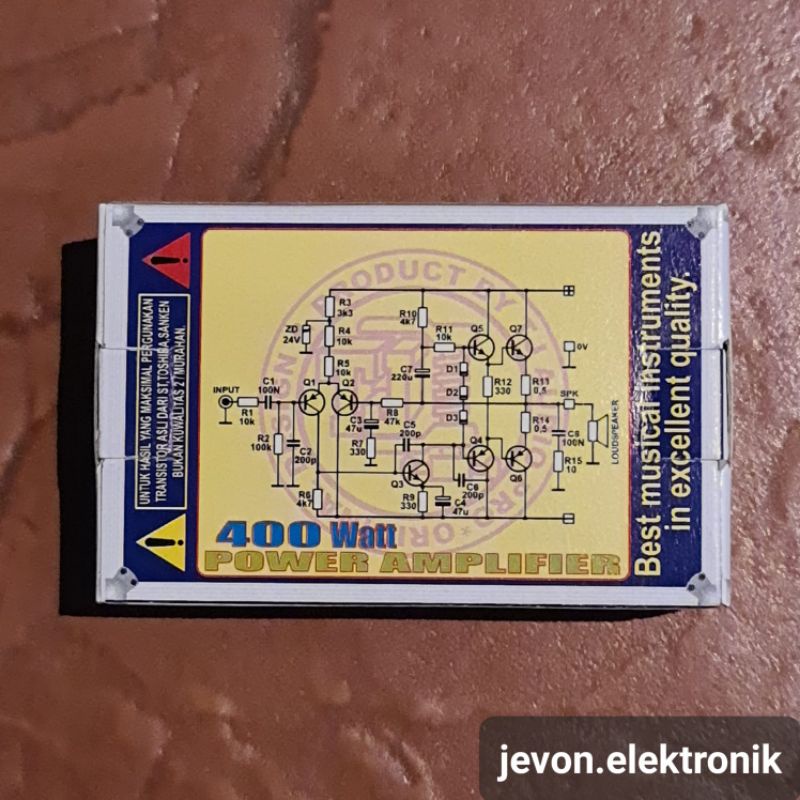 UNTUK HASIL YANG MAKSIMAL PERGUNAKAN
TRANSISTOR ASLI DARI ST,TOSHIBA,SANKEN
BUKAN KUWALIYAS 2 / MURAHAN.
PRODUCT BY
INPUT
R1
10k
C1
100N
R2
100k
C2
200p
ZD
24V
R3
3k3
R4
10k
R5
10k
Q1
Q2
C3
47u
R7
330
R6
4k7
R8
47k
R10
4k7
R11
10k
C7
220u
C5
200p
Q3
R9
330
C4
47u
C6
200p
D1
D2
D3
Q5
Q7
Q4
Q6
R12
330
R13
0,5
R14
0,5
0V
SPK
C8
100N
R15
10
LOUDSPEAKER
400 Watt
POWER AMPLIFIER
Best musical instruments
in excellent quality.
jevon.elektronik